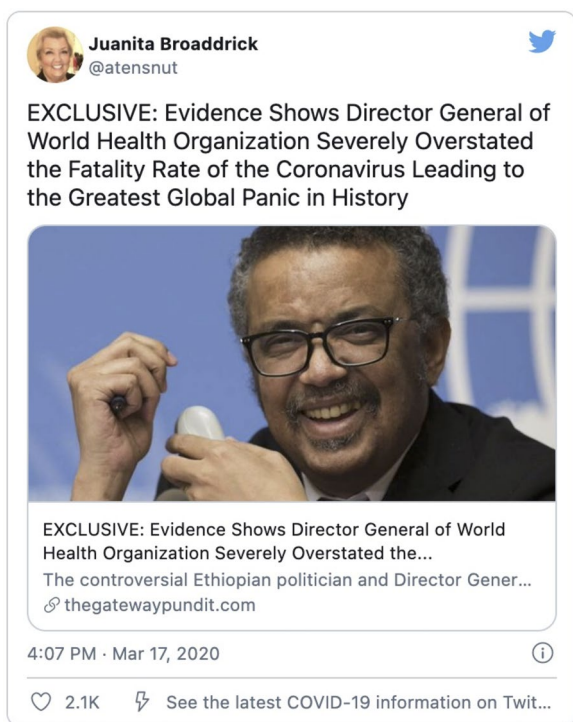 Juanita Broaddrick
@atensnut
EXCLUSIVE: Evidence Shows Director General of
World Health Organization Severely Overstated
the Fatality Rate of the Coronavirus Leading to
the Greatest Global Panic in History
EXCLUSIVE: Evidence Shows Director General of World
Health Organization Severely Overstated the...
The controversial Ethiopian politician and Director Gener...
thegatewaypundit.com
4:07 PM · Mar 17, 2020
2.1K
See the latest COVID-19 information on Twit...